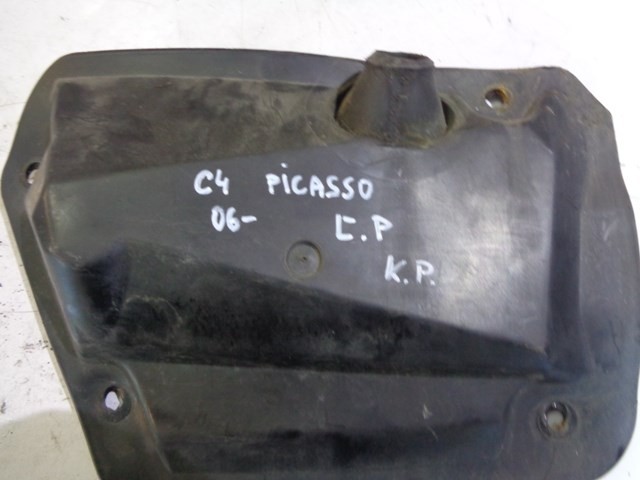 C4 PICASSO
06- E.P
K.P.